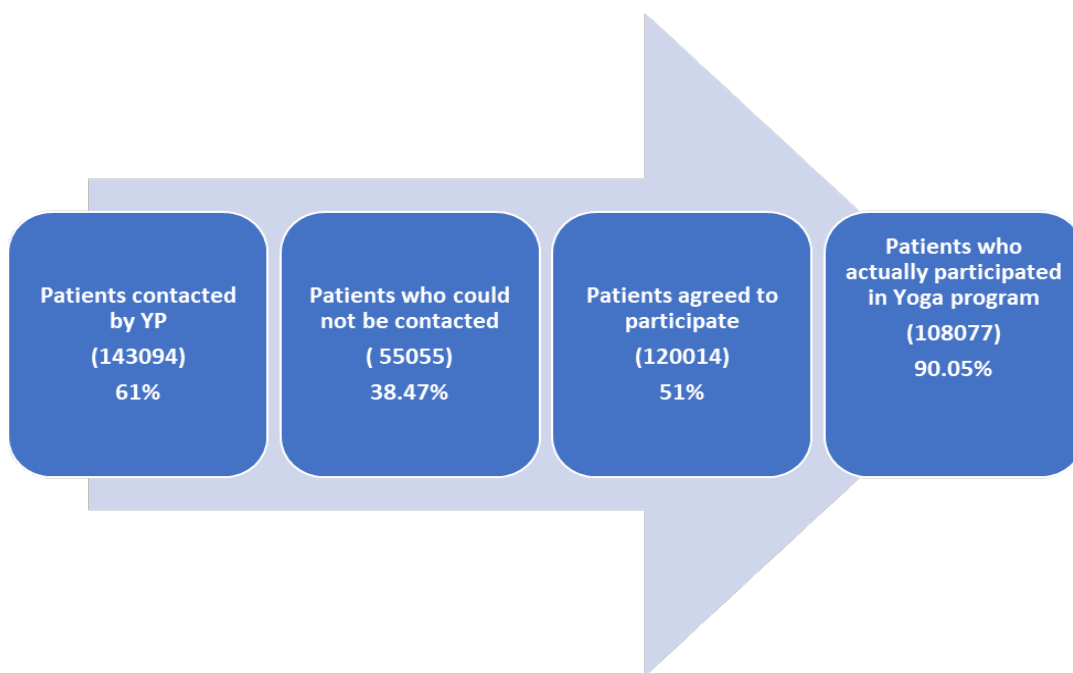 Patients contacted
by YP
(143094)
61%
Patients who could
not be contacted
( 55055)
38.47%
Patients agreed to
participate
(120014)
51%
Patients who
actually participated
in Yoga program
(108077)
90.05%